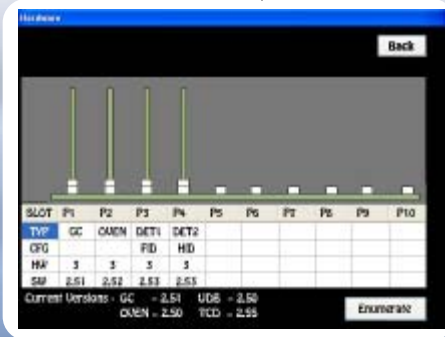 Hardware
Back
SLOT P1 P2 P3 P4 P5 P6 P7 P8 P9 P10
TYP GC OVEN DET1 DET2
CFG FID HID
HW 3 3 3 3
SW 2.51 2.52 2.53 2.53
Current Versions - GC - 2.51 UDB - 2.50
OVEN - 2.50 TCD - 2.55
Enumerate